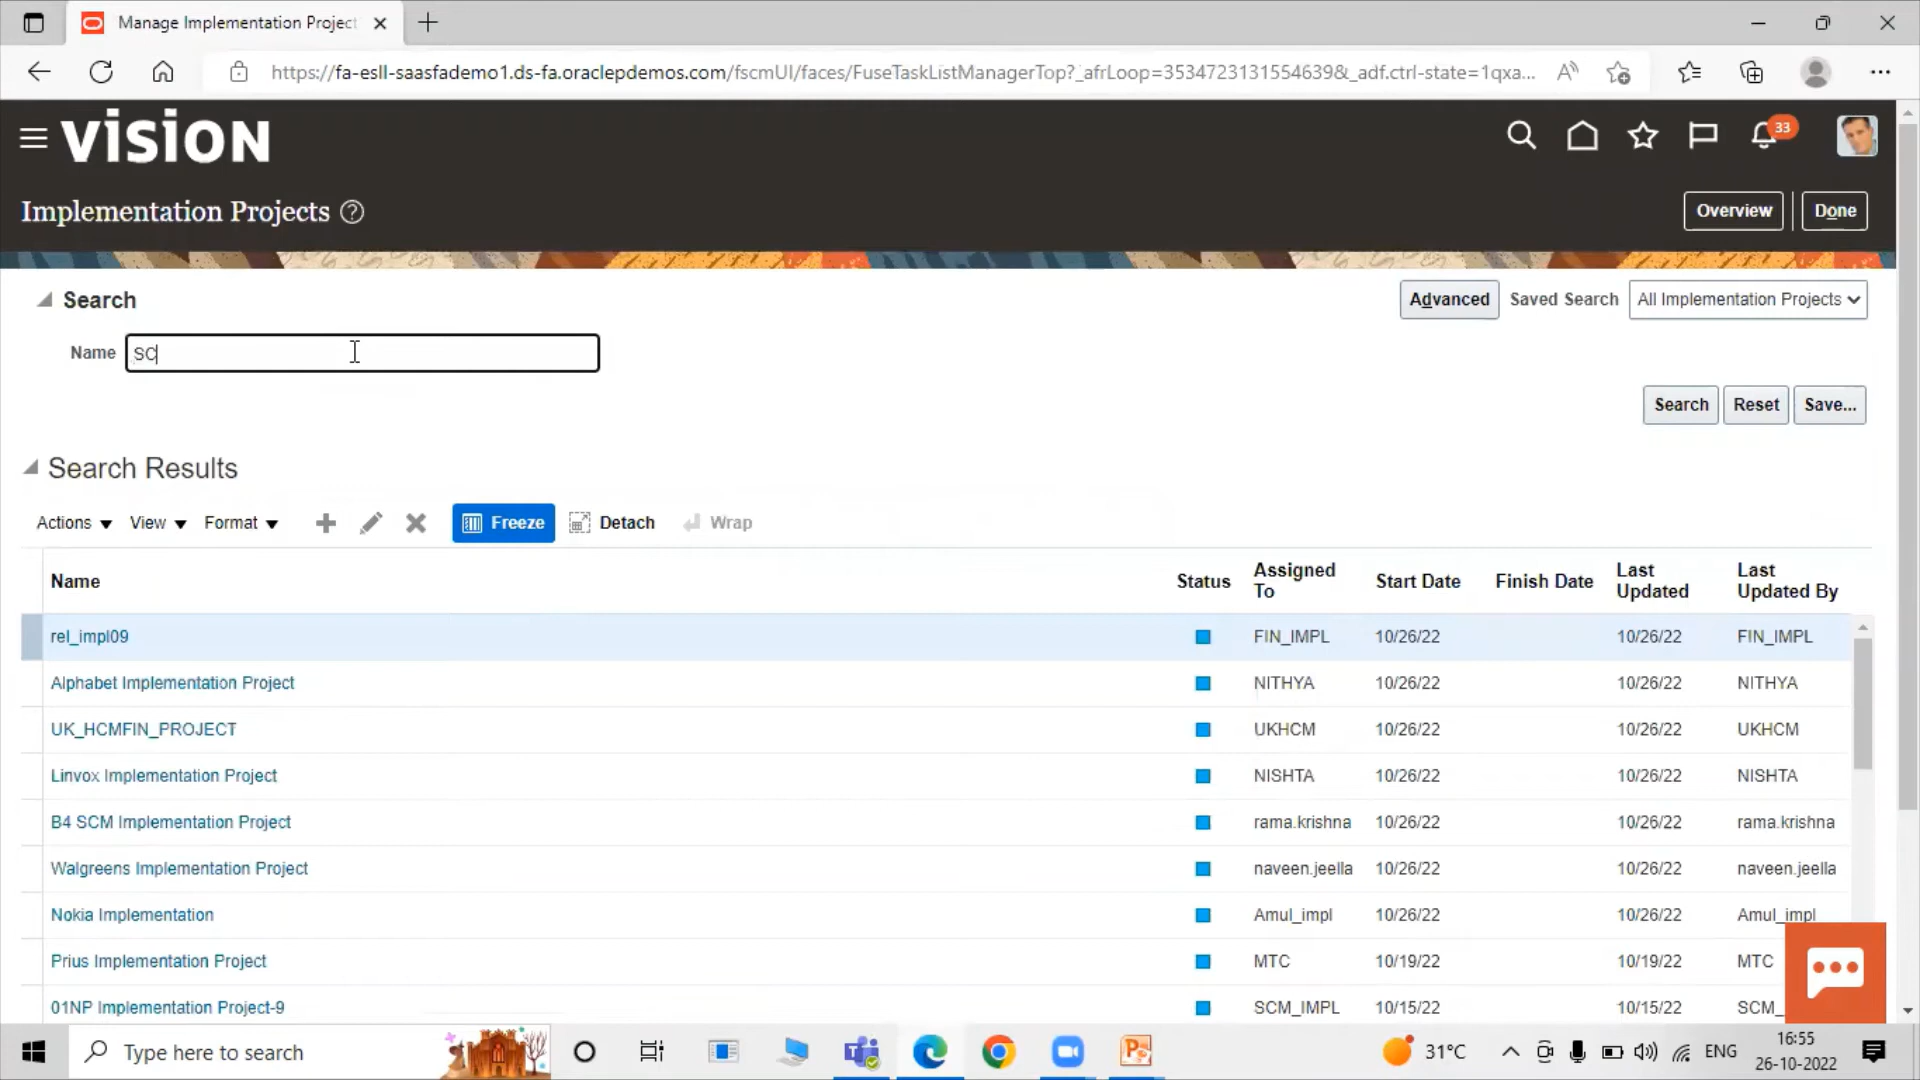 Manage Implementation Project
https://fa-esll-saasfademo1.ds-fa.oraclepdemos.com/fscmUI/faces/FuseTaskListManagerTop?_afrLoop=3534723131554639&_adf.ctrl-state=1qxa...
VISION
33
Implementation Projects
Overview
Done
Search
Advanced
Saved Search
All Implementation Projects
Name
sc
Search
Reset
Save...
Search Results
Actions
View
Format
Freeze
Detach
Wrap
Name Status Assigned To Start Date Finish Date Last Updated Last Updated By
rel_impl09 FIN_IMPL 10/26/22 10/26/22 FIN_IMPL
Alphabet Implementation Project NITHYA 10/26/22 10/26/22 NITHYA
UK_HCMFIN_PROJECT UKHCM 10/26/22 10/26/22 UKHCM
Linvox Implementation Project NISHTA 10/26/22 10/26/22 NISHTA
B4 SCM Implementation Project rama.krishna 10/26/22 10/26/22 rama.krishna
Walgreens Implementation Project naveen.jeella 10/26/22 10/26/22 naveen.jeella
Nokia Implementation Amul_impl 10/26/22 10/26/22 Amul_impl
Prius Implementation Project MTC 10/19/22 10/19/22 MTC
01NP Implementation Project-9 SCM_IMPL 10/15/22 10/15/22 SCM_
Type here to search
31°C
ENG
16:55
26-10-2022